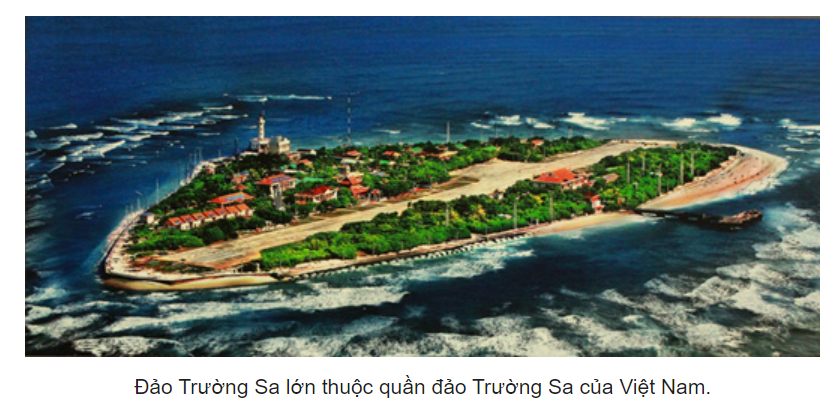 Đảo Trường Sa lớn thuộc quần đảo Trường Sa của Việt Nam.